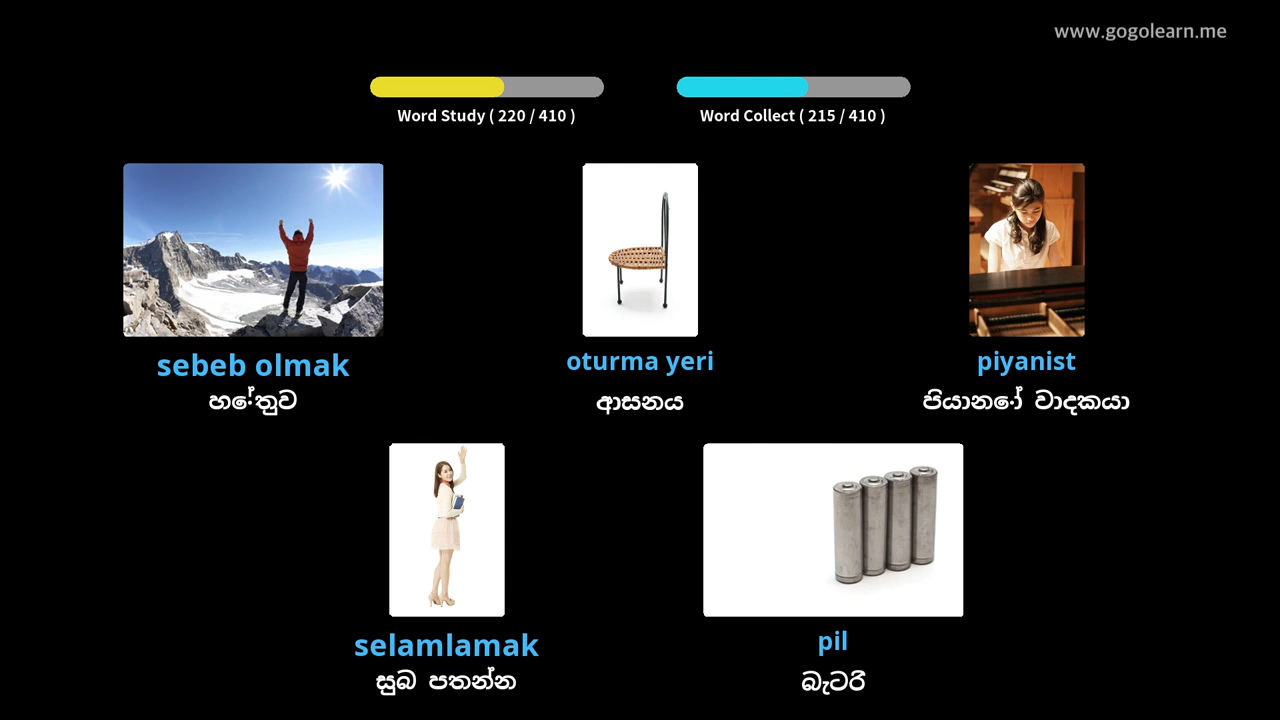 www.gogolearn.me
Word Study ( 220 / 410 )
Word Collect ( 215 / 410 )
sebeb olmak
හේතුව
oturma yeri
ආසනය
piyanist
පියානෝ වාදකයා
selamlamak
සුබ පතන්න
pil
බැටරි